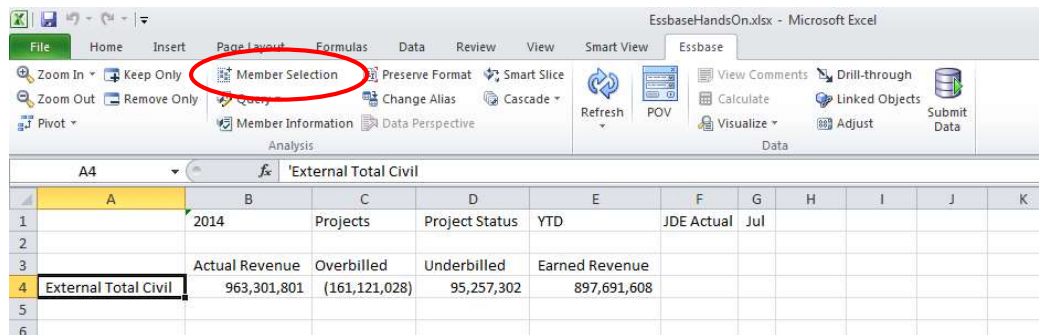 EssbaseHandsOn.xlsx - Microsoft Excel
File Home Insert Page Layout Formulas Data Review View Smart View Essbase
Zoom In Keep Only Member Selection Preserve Format Smart Slice View Comments Drill-through
Zoom Out Remove Only Query Change Alias Cascade Refresh POV Calculate Linked Objects Submit Data
Pivot Member Information Data Perspective Visualize Adjust
Analysis Data
A4 fx 'External Total Civil
A B C D E F G H I J K
1 2014 Projects Project Status YTD JDE Actual Jul
2
3 Actual Revenue Overbilled Underbilled Earned Revenue
4 External Total Civil 963,301,801 (161,121,028) 95,257,302 897,691,608
5
6